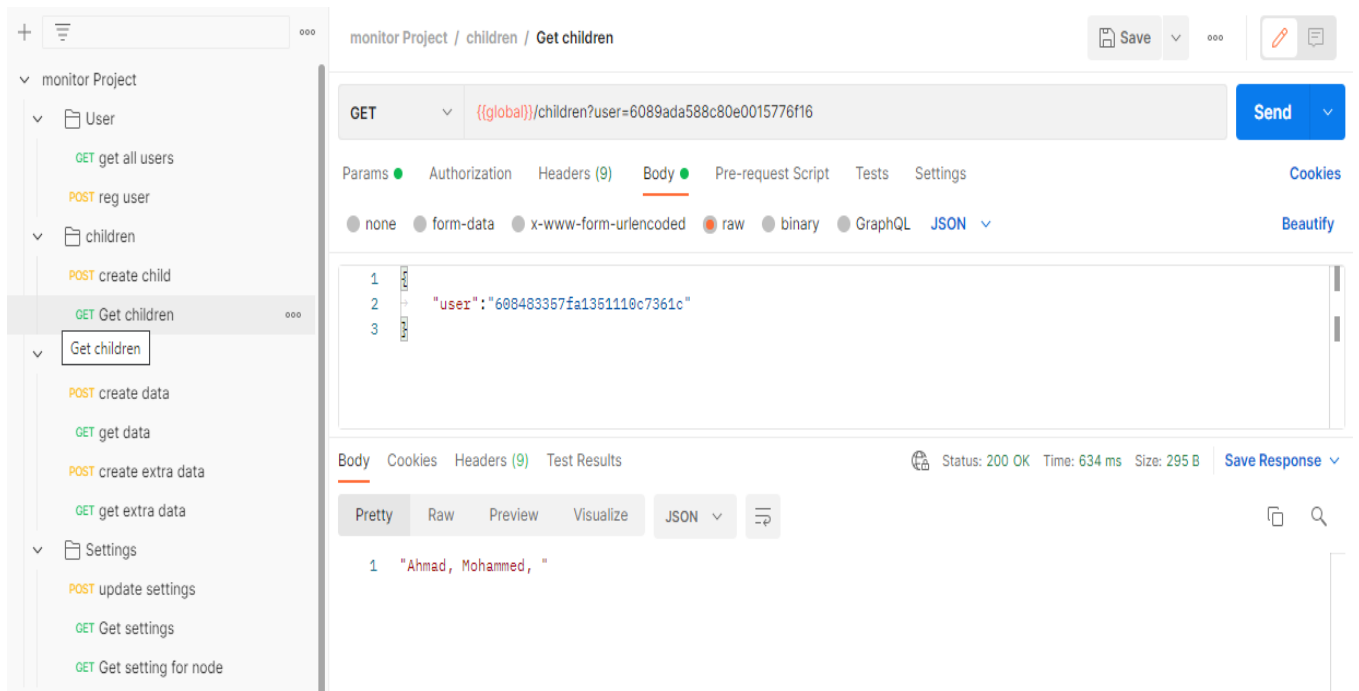 monitor Project
User
GET get all users
POST reg user
children
POST create child
GET Get children
Get children
POST create data
GET get data
POST create extra data
GET get extra data
Settings
POST update settings
GET Get settings
GET Get setting for node
monitor Project / children / Get children
Save
GET {{global}}/children?user=6089ada588c80e0015776f16 Send
Params Authorization Headers (9) Body Pre-request Script Tests Settings Cookies
none form-data x-www-form-urlencoded raw binary GraphQL JSON Beautify
1 {
2 "user":"608483357fa1351110c7361c"
3 }
Body Cookies Headers (9) Test Results Status: 200 OK Time: 634 ms Size: 295 B Save Response
Pretty Raw Preview Visualize JSON
1 "Ahmad, Mohammed, "